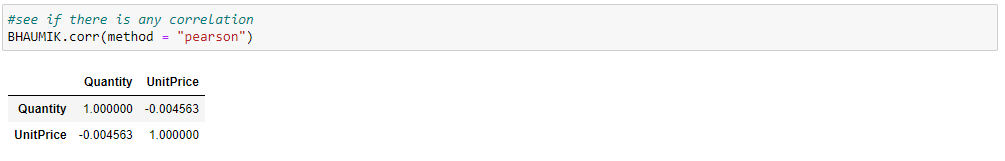 #see if there is any correlation
BHAUMIK.corr(method = "pearson")
Quantity UnitPrice
Quantity 1.000000 -0.004563
UnitPrice -0.004563 1.000000